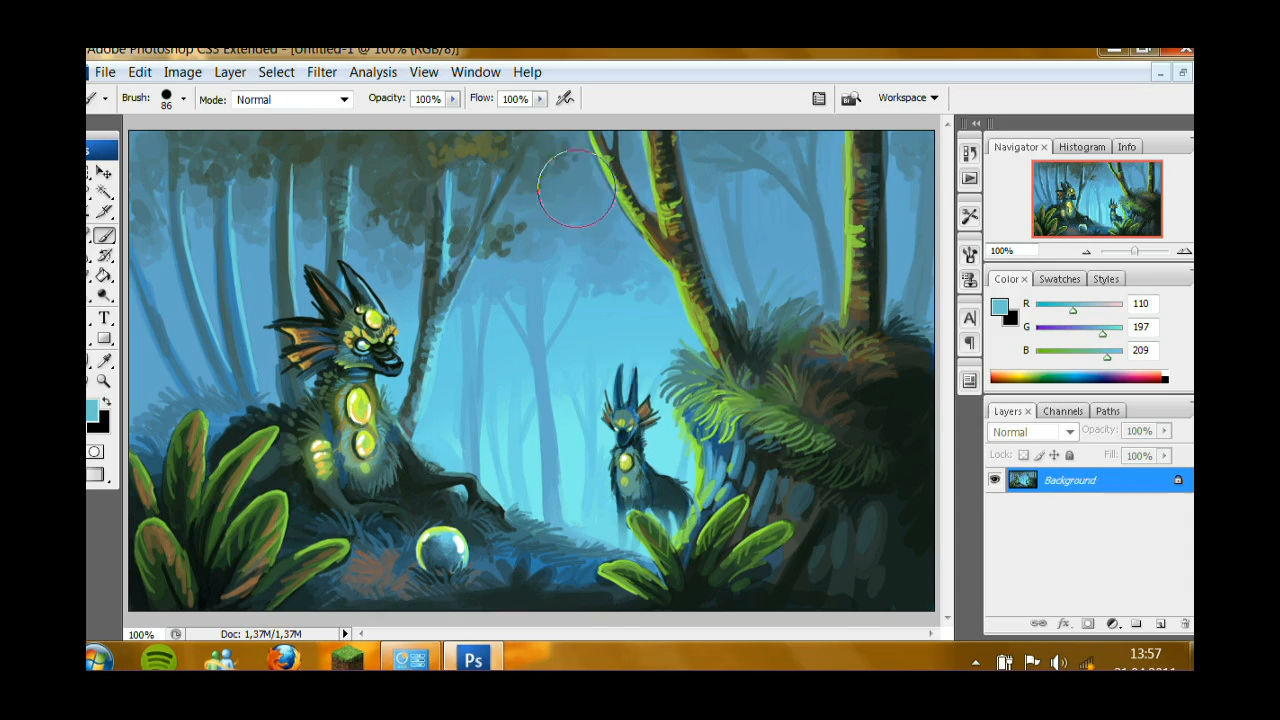 Adobe Photoshop CS3 Extended - [Untitled-1 @ 100% (RGB/8)]
File Edit Image Layer Select Filter Analysis View Window Help
Brush: 86 Mode: Normal Opacity: 100% Flow: 100% Br Workspace
Navigator x Histogram Info
100%
Color x Swatches Styles
R 110
G 197
B 209
Layers x Channels Paths
Normal Opacity: 100%
Lock: Fill: 100%
Background
100% Doc: 1,37M/1,37M
Ps
13:57